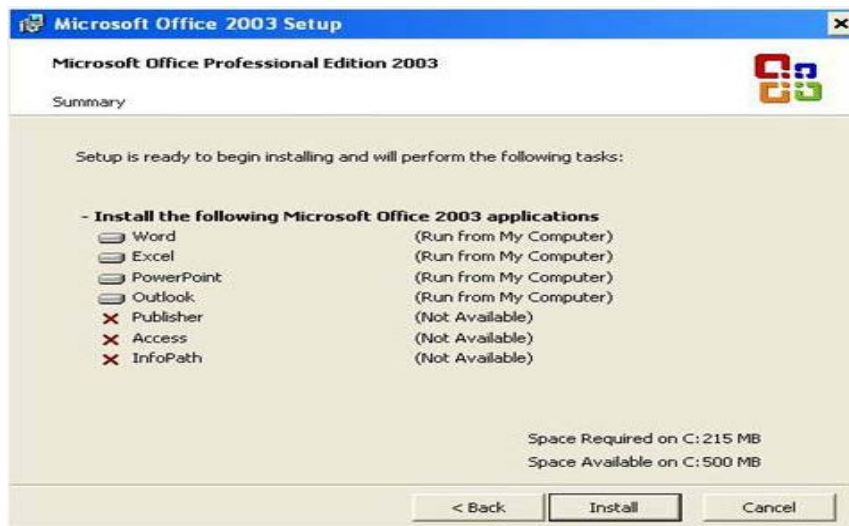 Microsoft Office 2003 Setup
Microsoft Office Professional Edition 2003
Summary
Setup is ready to begin installing and will perform the following tasks:
- Install the following Microsoft Office 2003 applications
Word (Run from My Computer)
Excel (Run from My Computer)
PowerPoint (Run from My Computer)
Outlook (Run from My Computer)
Publisher (Not Available)
Access (Not Available)
InfoPath (Not Available)
Space Required on C: 215 MB
Space Available on C: 500 MB
< Back Install Cancel